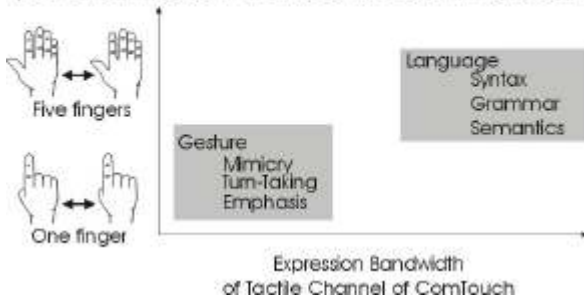 Five fingers
One finger
Language
Syntax
Grammar
Semantics
Gesture
Mimicry
Turn-Taking
Emphasis
Expression Bandwidth
of Tactile Channel of ComTouch